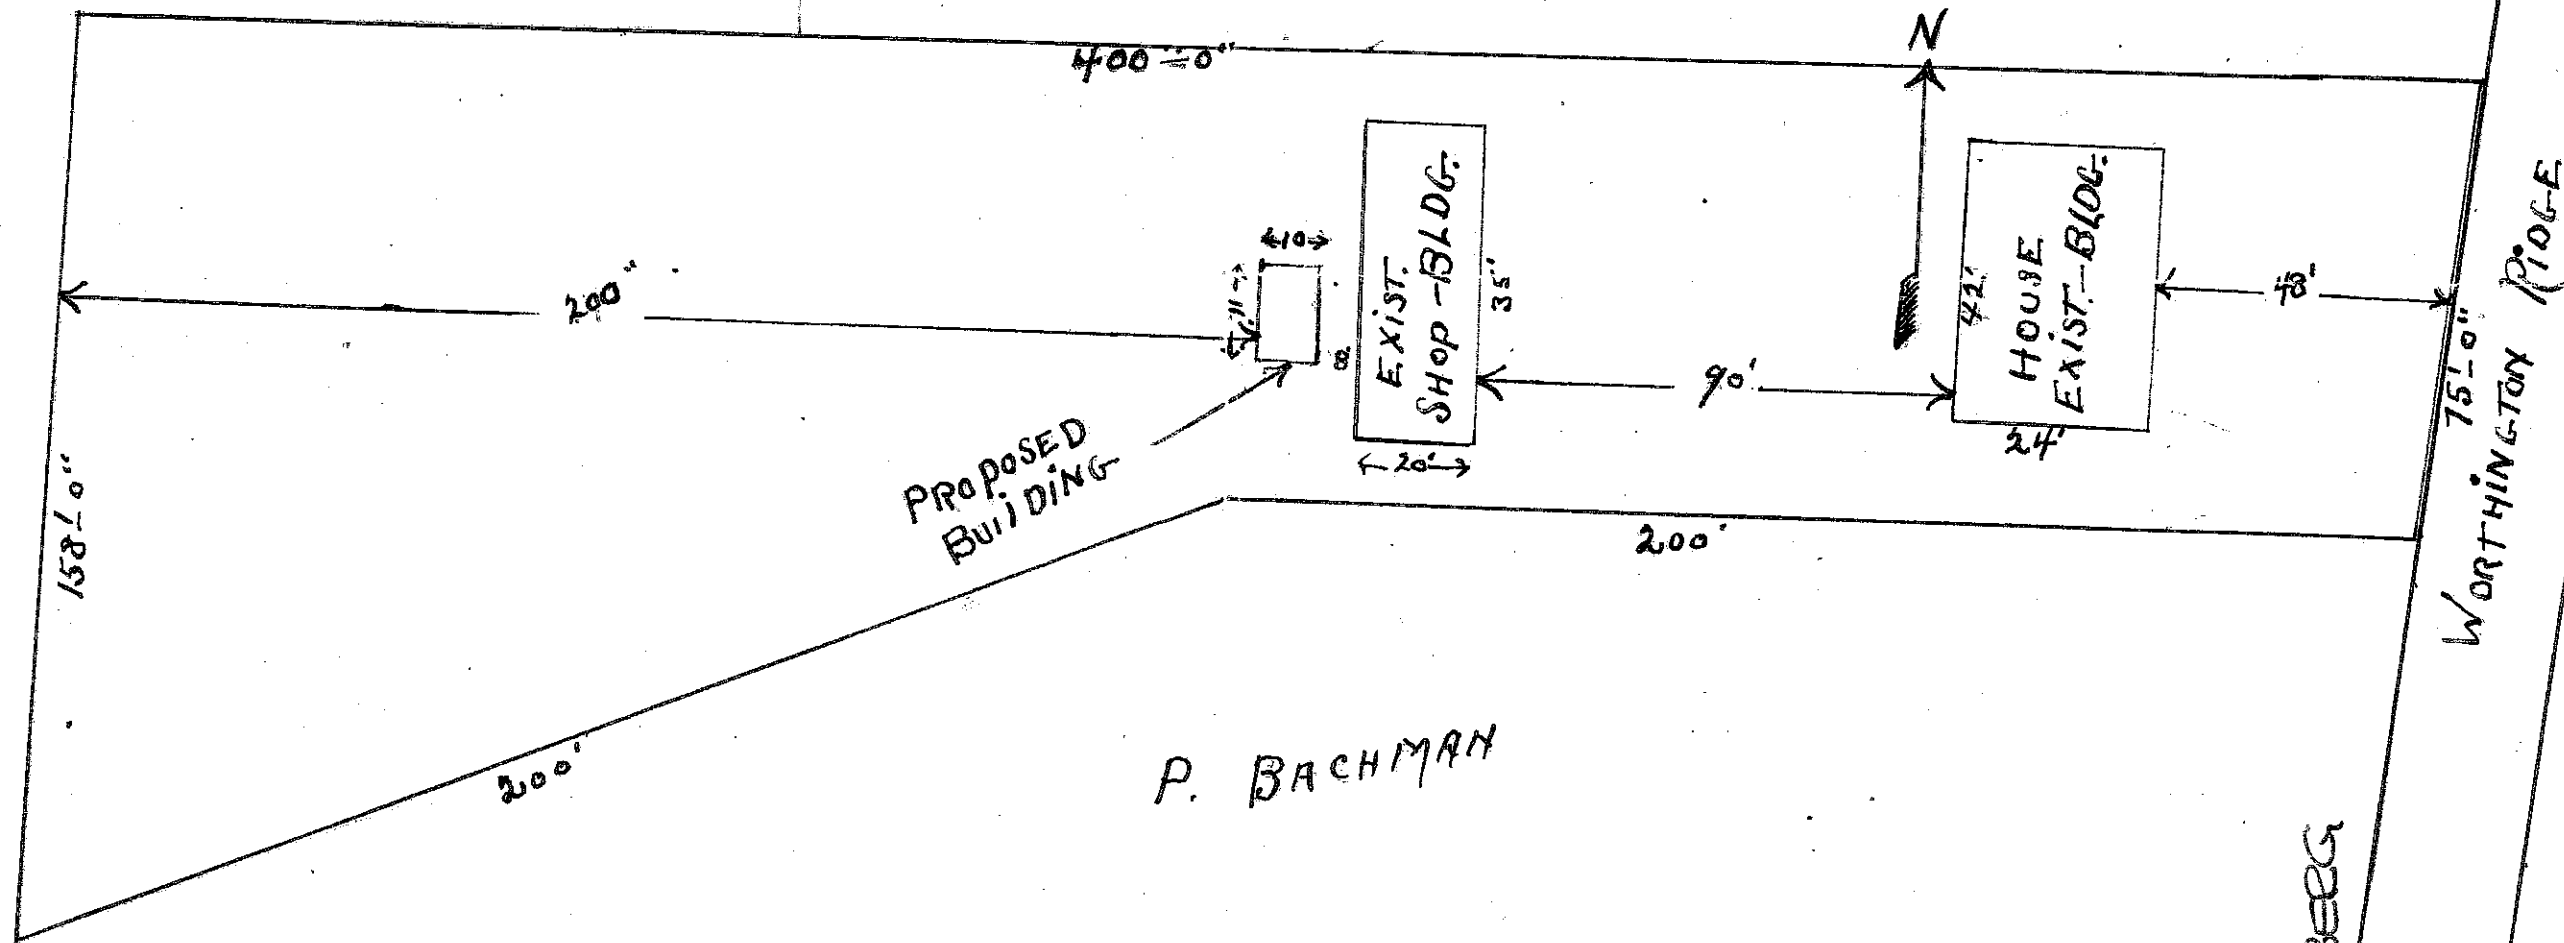 400'-0"
N
200"
10
11
8
EXIST.
SHOP-BLDG.
35'
20'
90'
42'
HOUSE
EXIST.-BLDG.
24'
75'-0"
WORTHINGTON RIDGE
PROPOSED
BUILDING
158'-0"
200'
200'
P. BACHMAN